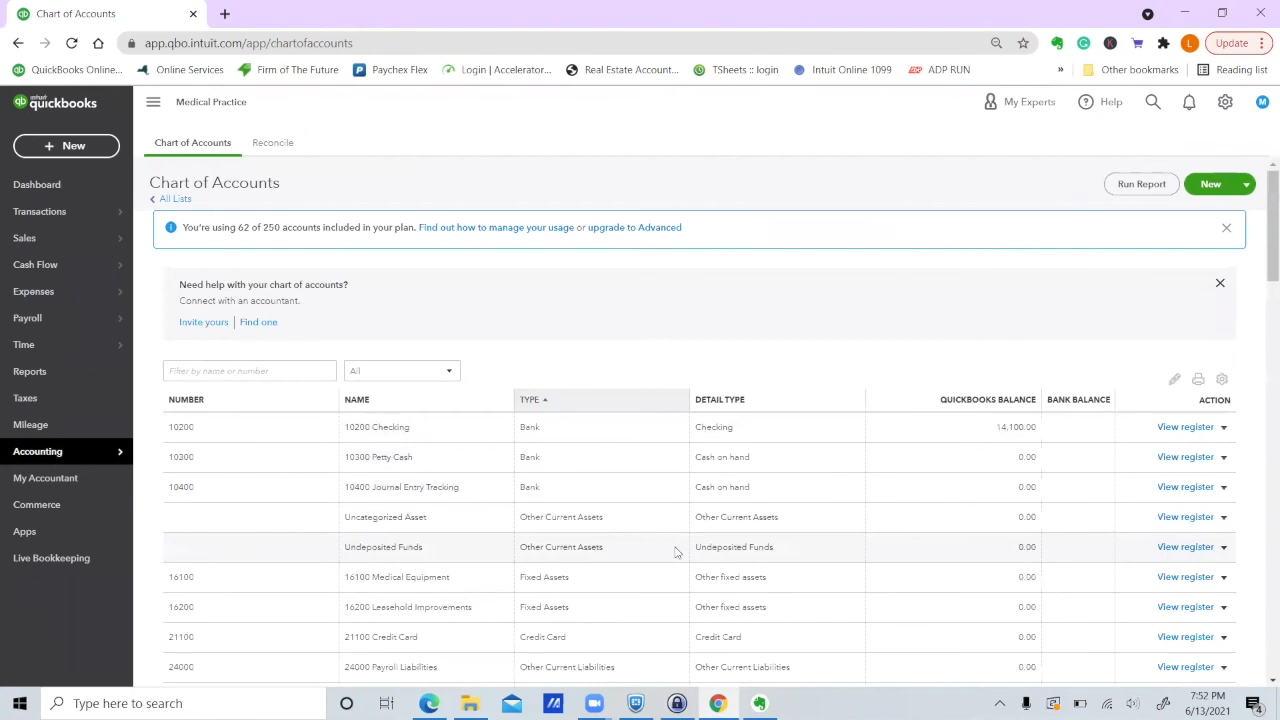 Chart of Accounts
app.qbo.intuit.com/app/chartofaccounts
Update
QuickBooks Online...
Online Services
Firm of The Future
Paychex Flex
Login | Accelerator...
Real Estate Account...
TSheets :: login
Intuit Online 1099
ADP RUN
»
Other bookmarks
Reading list
intuit quickbooks
Medical Practice
My Experts
Help
M
+ New
Chart of Accounts
Reconcile
Dashboard
Transactions
Sales
Cash Flow
Expenses
Payroll
Time
Reports
Taxes
Mileage
Accounting
My Accountant
Commerce
Apps
Live Bookkeeping
Chart of Accounts
All Lists
Run Report
New
You're using 62 of 250 accounts included in your plan. Find out how to manage your usage or upgrade to Advanced
Need help with your chart of accounts?
Connect with an accountant.
Invite yours | Find one
Filter by name or number
All
NUMBER NAME TYPE DETAIL TYPE QUICKBOOKS BALANCE BANK BALANCE ACTION
10200 10200 Checking Bank Checking 14,100.00 View register
10300 10300 Petty Cash Bank Cash on hand 0.00 View register
10400 10400 Journal Entry Tracking Bank Cash on hand 0.00 View register
Uncategorized Asset Other Current Assets Other Current Assets 0.00 View register
Undeposited Funds Other Current Assets Undeposited Funds 0.00 View register
16100 16100 Medical Equipment Fixed Assets Other fixed assets 0.00 View register
16200 16200 Leasehold Improvements Fixed Assets Other fixed assets 0.00 View register
21100 21100 Credit Card Credit Card Credit Card 0.00 View register
24000 24000 Payroll Liabilities Other Current Liabilities Other Current Liabilities 0.00 View register
Type here to search
7:52 PM
6/13/2021
4